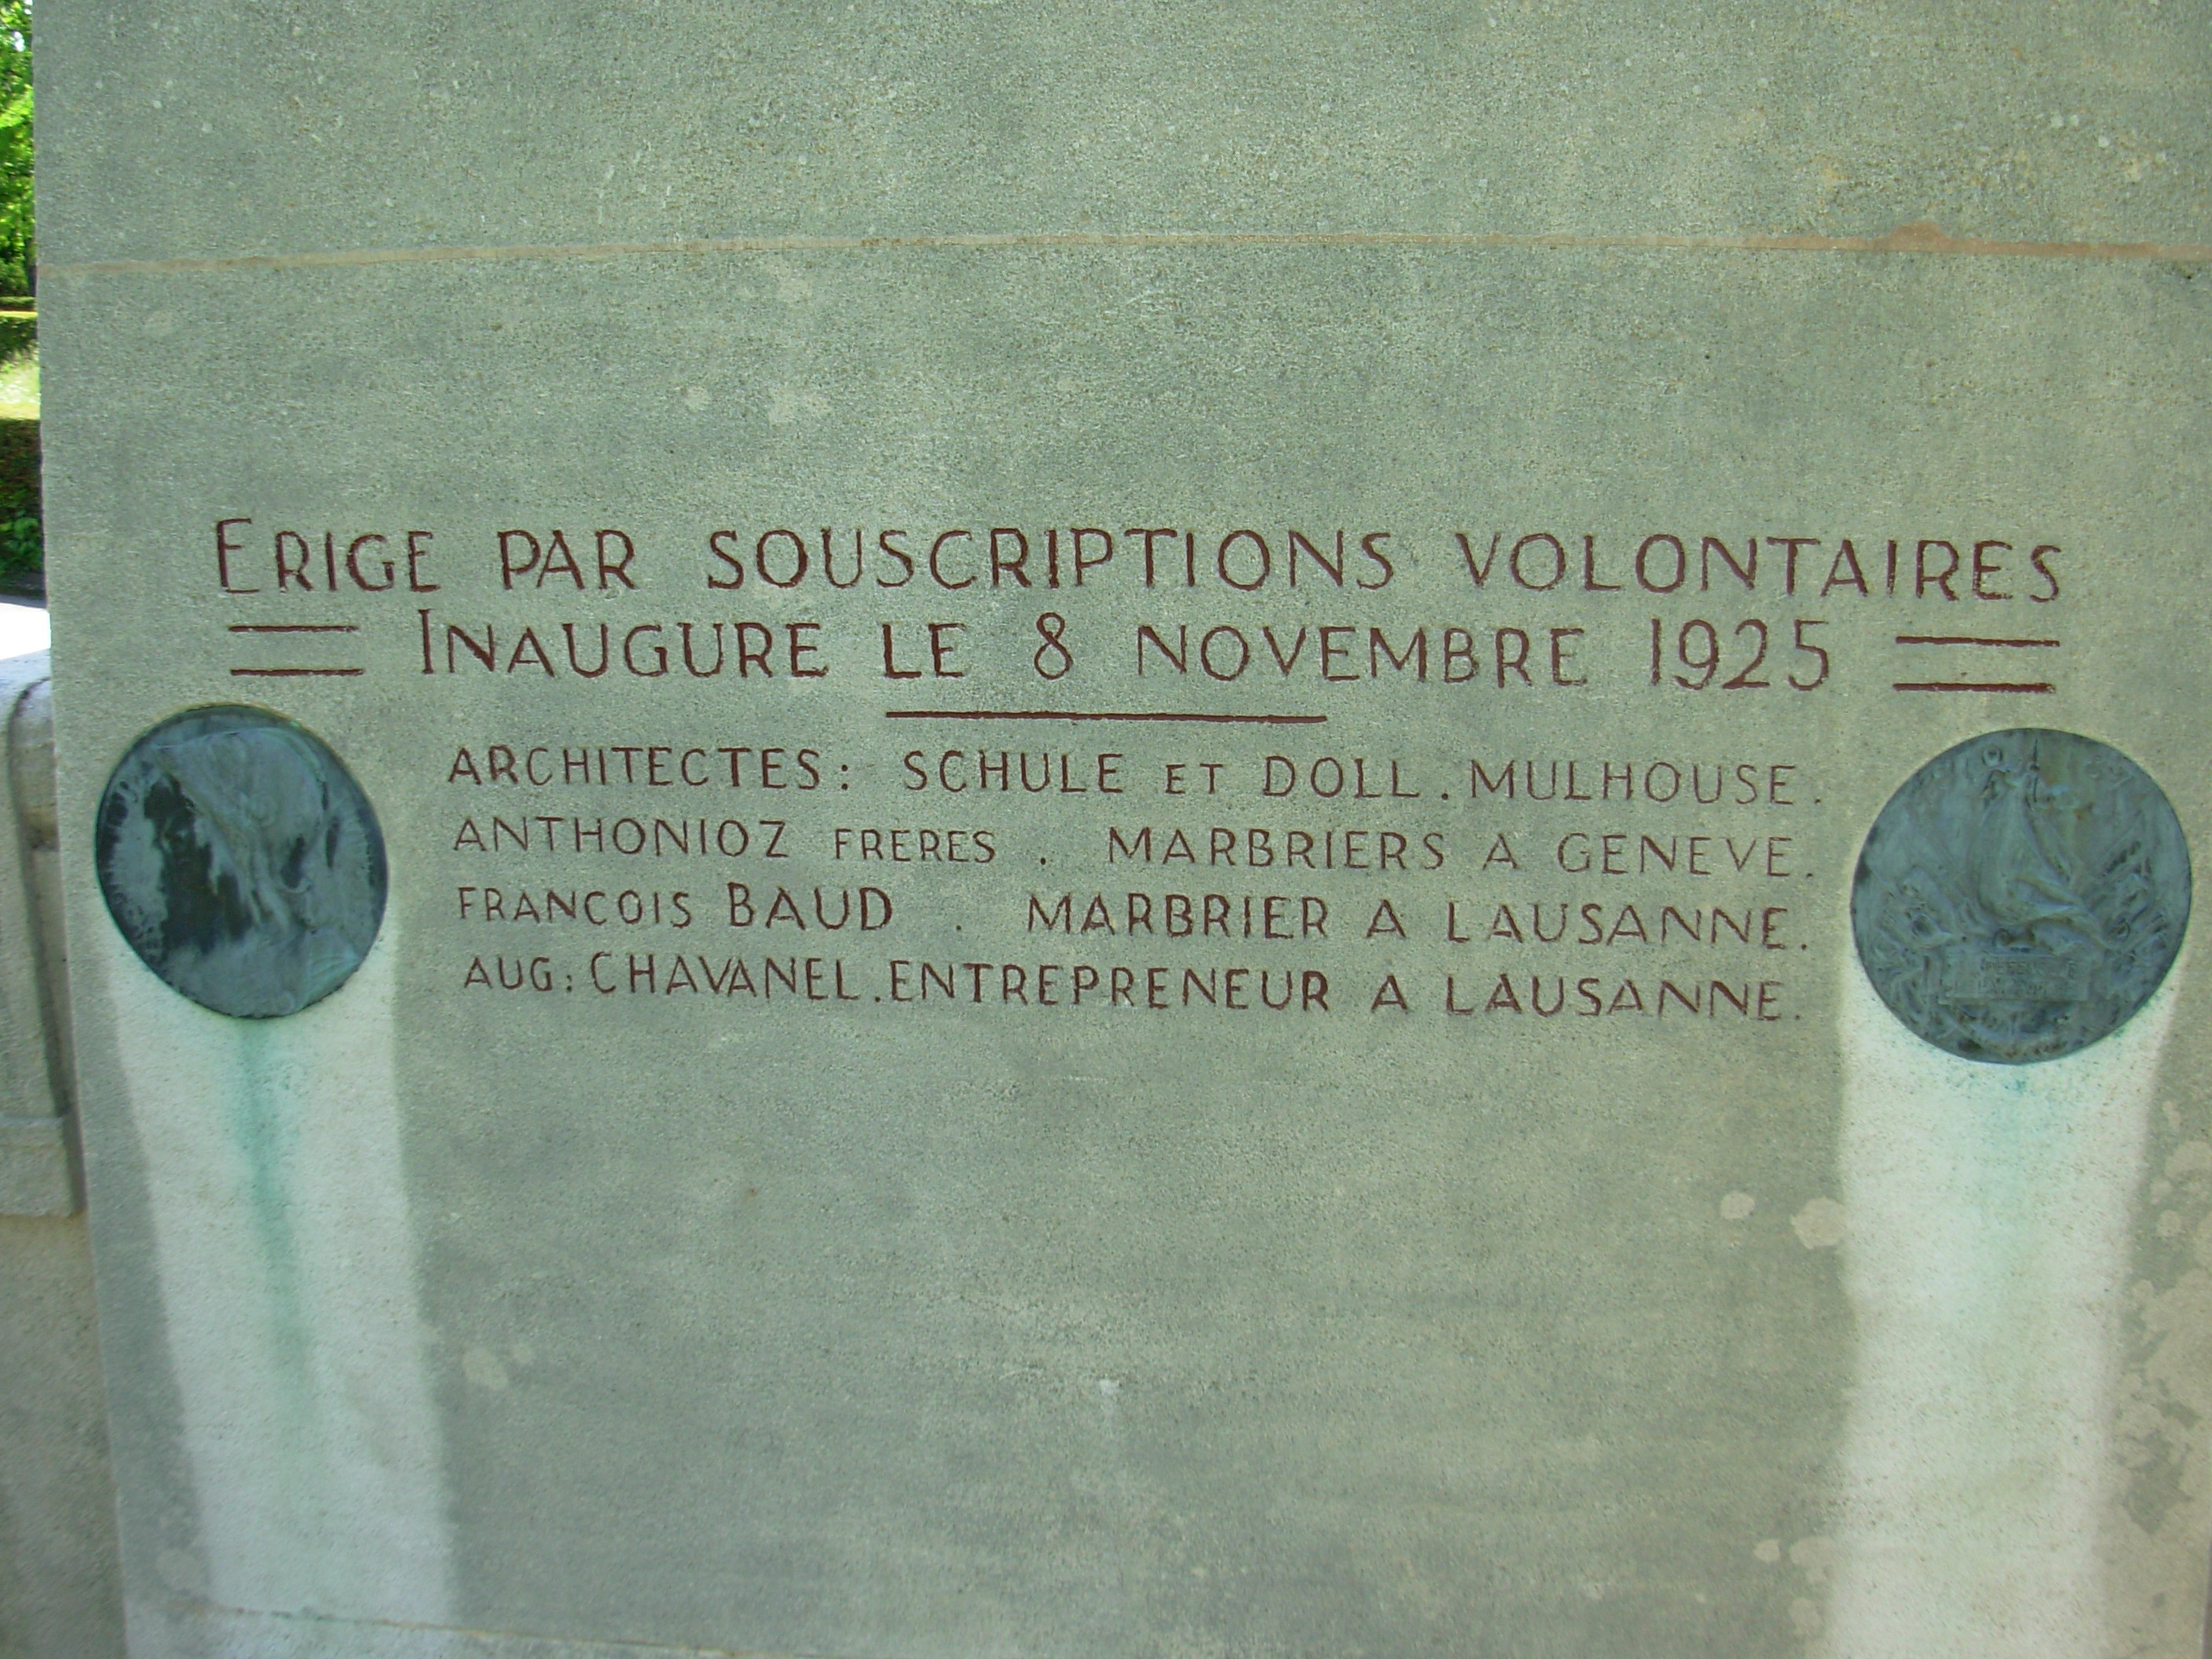 ERIGE PAR SOUSCRIPTIONS VOLONTAIRES
INAUGURE LE 8 NOVEMBRE 1925
ARCHITECTES: SCHULE ET DOLL. MULHOUSE.
ANTHONIOZ FRERES . MARBRIERS A GENEVE.
FRANCOIS BAUD . MARBRIER A LAUSANNE.
AUG: CHAVANEL. ENTREPRENEUR A LAUSANNE.